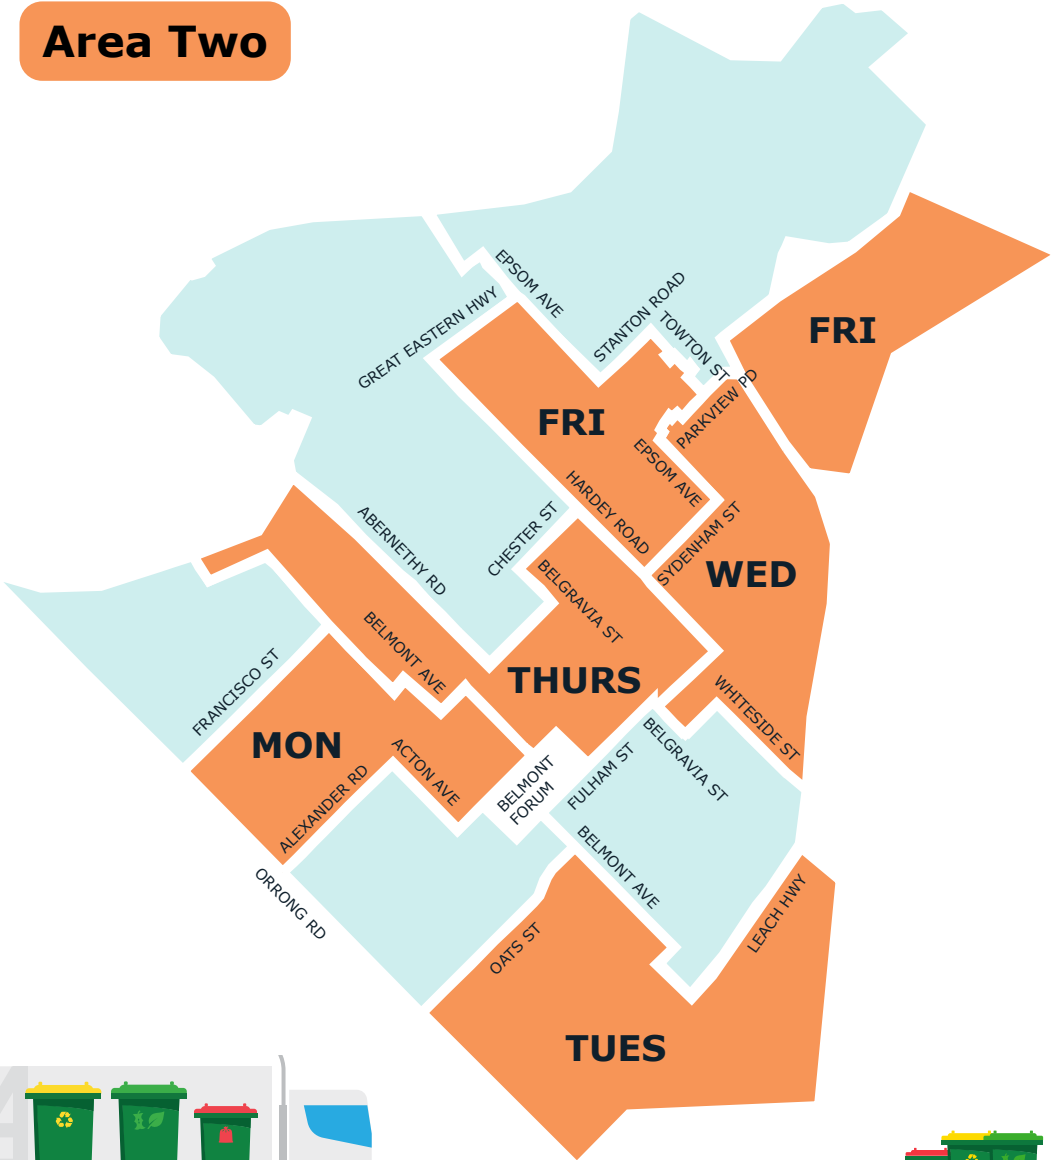 Area Two
EPSOM AVE
STANTON ROAD
GREAT EASTERN HWY
TOWTON ST
FRI
PARKVIEW PD
FRI
EPSOM AVE
HARDEY ROAD
CHESTER ST
ABERNETHY RD
SYDENHAM ST
WED
BELGRAVIA ST
BELMONT AVE
FRANCISCO ST
THURS
WHITESIDE ST
MON
BELGRAVIA ST
ACTON AVE
FULHAM ST
BELMONT
FORUM
ALEXANDER RD
BELMONT AVE
ORRONG RD
LEACH HWY
OATS ST
TUES